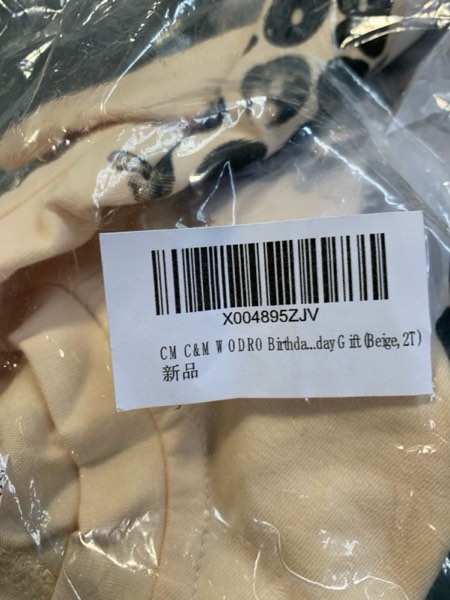 X004895ZJV
CM C&M WODRO Birthda...day Gift (Beige, 2T)
新品